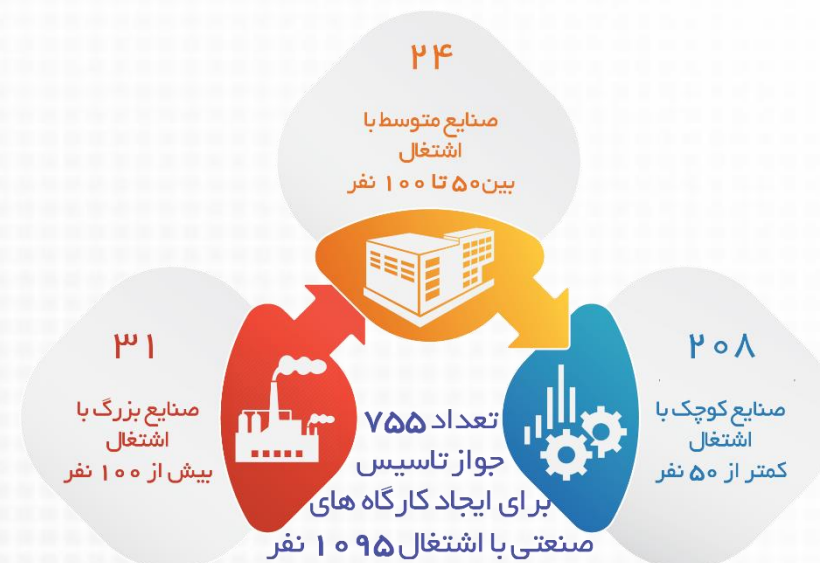 ۲۴
صنایع متوسط با
اشتغال
بین۵۰ تا ۱۰۰ نفر
۳۱
صنایع بزرگ با
اشتغال
بیش از ۱۰۰ نفر
۲۰۸
صنایع کوچک با
اشتغال
کمتر از ۵۰ نفر
تعداد ۷۵۵
جواز تاسیس
برای ایجاد کارگاه های
صنعتی با اشتغال ۱۰۹۵ نفر